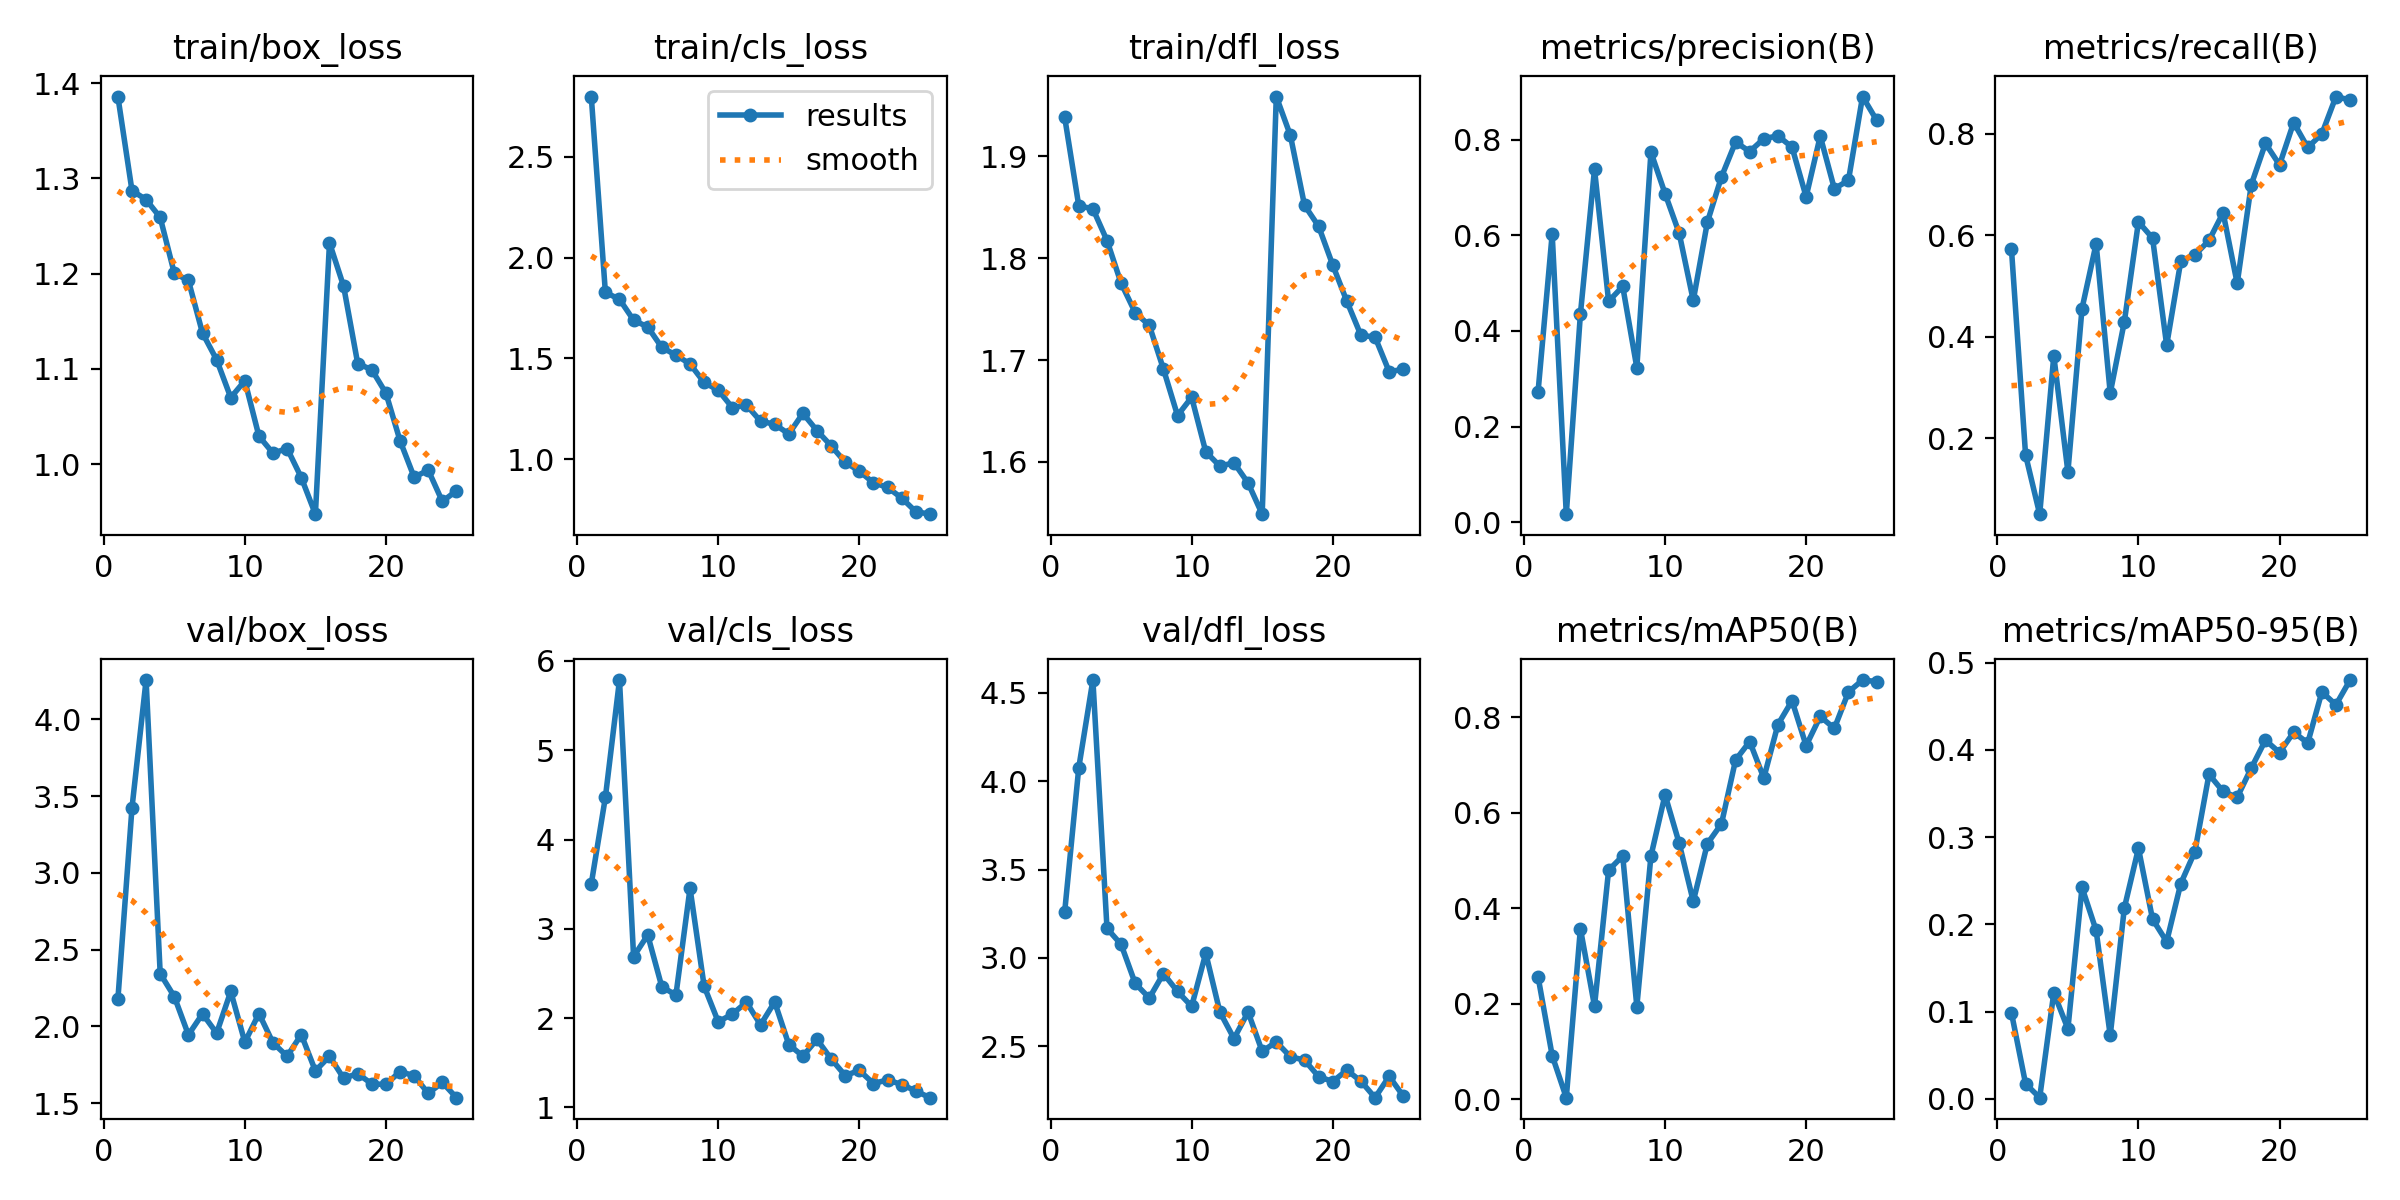 train/box_loss
1.4
1.3
1.2
1.1
1.0
0 10 20
train/cls_loss
results
smooth
2.5
2.0
1.5
1.0
0 10 20
train/dfl_loss
1.9
1.8
1.7
1.6
0 10 20
metrics/precision(B)
0.8
0.6
0.4
0.2
0.0
0 10 20
metrics/recall(B)
0.8
0.6
0.4
0.2
0 10 20
val/box_loss
4.0
3.5
3.0
2.5
2.0
1.5
0 10 20
val/cls_loss
6
5
4
3
2
1
0 10 20
val/dfl_loss
4.5
4.0
3.5
3.0
2.5
0 10 20
metrics/mAP50(B)
0.8
0.6
0.4
0.2
0.0
0 10 20
metrics/mAP50-95(B)
0.5
0.4
0.3
0.2
0.1
0.0
0 10 20